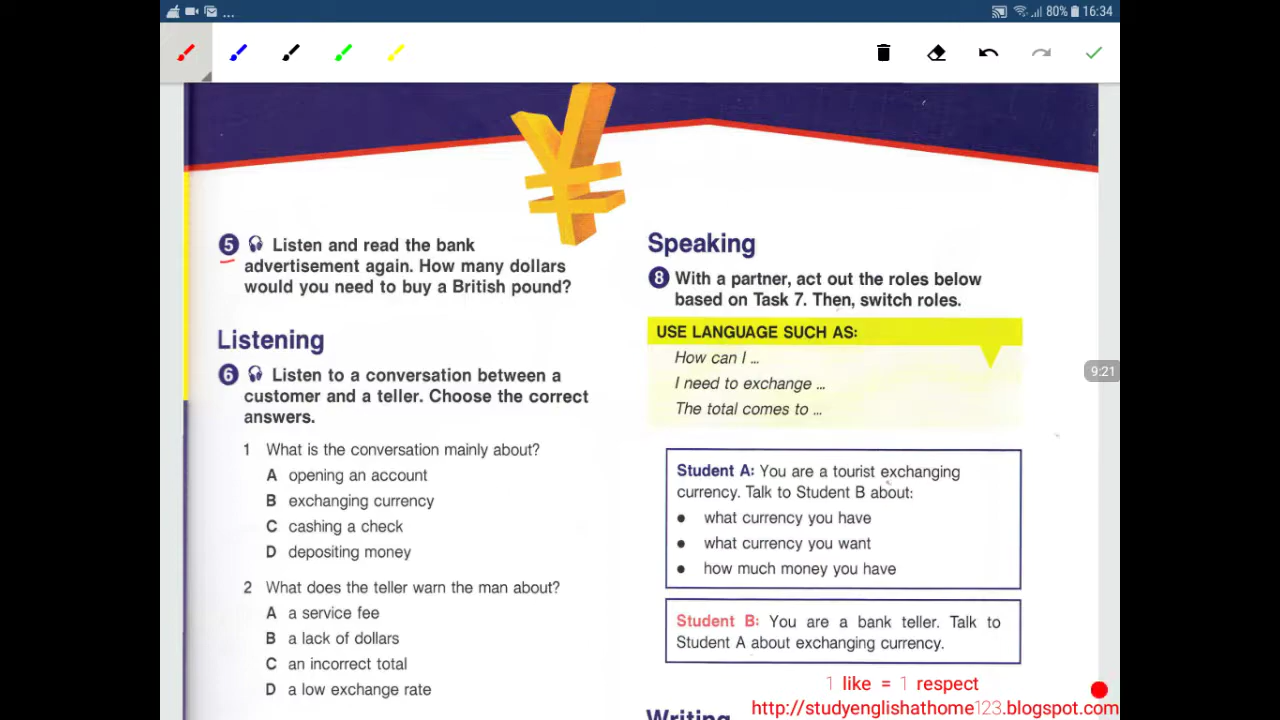 ...
80% 16:34
5 Listen and read the bank
advertisement again. How many dollars
would you need to buy a British pound?
Listening
6 Listen to a conversation between a
customer and a teller. Choose the correct
answers.
1 What is the conversation mainly about?
A opening an account
B exchanging currency
C cashing a check
D depositing money
2 What does the teller warn the man about?
A a service fee
B a lack of dollars
C an incorrect total
D a low exchange rate
Speaking
8 With a partner, act out the roles below
based on Task 7. Then, switch roles.
USE LANGUAGE SUCH AS:
How can I ...
I need to exchange ...
The total comes to ...
Student A: You are a tourist exchanging
currency. Talk to Student B about:
• what currency you have
• what currency you want
• how much money you have
Student B: You are a bank teller. Talk to
Student A about exchanging currency.
Writing
9:21
1 like = 1 respect
http://studyenglishathome123.blogspot.com